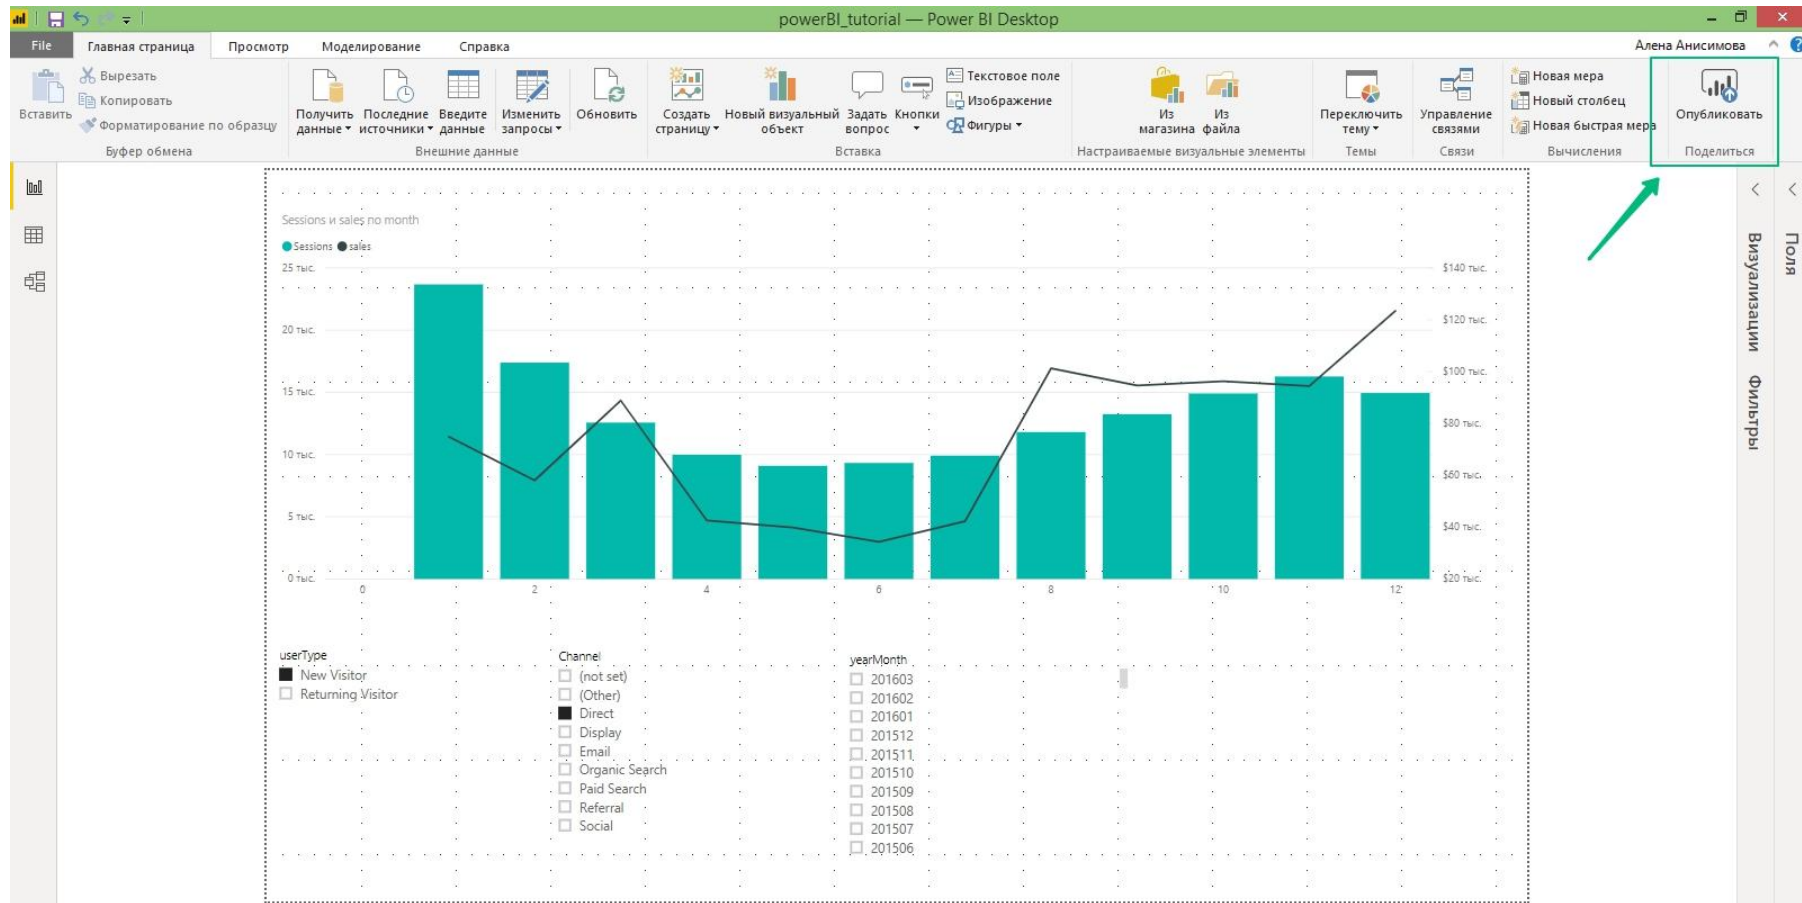 powerBI_tutorial — Power BI Desktop
File Главная страница Просмотр Моделирование Справка Алена Анисимова
Вставить
Вырезать
Копировать
Форматирование по образцу
Буфер обмена
Получить данные
Последние источники
Введите данные
Изменить запросы
Обновить
Внешние данные
Создать страницу
Новый визуальный объект
Задать вопрос
Кнопки
Текстовое поле
Изображение
Фигуры
Вставка
Из магазина
Из файла
Настраиваемые визуальные элементы
Переключить тему
Темы
Управление связями
Связи
Новая мера
Новый столбец
Новая быстрая мера
Вычисления
Опубликовать
Поделиться
Sessions и sales по month
Sessions sales
25 тыс.
20 тыс.
15 тыс.
10 тыс.
5 тыс.
0 тыс.
$140 тыс.
$120 тыс.
$100 тыс.
$80 тыс.
$60 тыс.
$40 тыс.
$20 тыс.
0 2 4 6 8 10 12
userType
New Visitor
Returning Visitor
Channel
(not set)
(Other)
Direct
Display
Email
Organic Search
Paid Search
Referral
Social
yearMonth
201603
201602
201601
201512
201511
201510
201509
201508
201507
201506
Визуализации
Фильтры
Поля